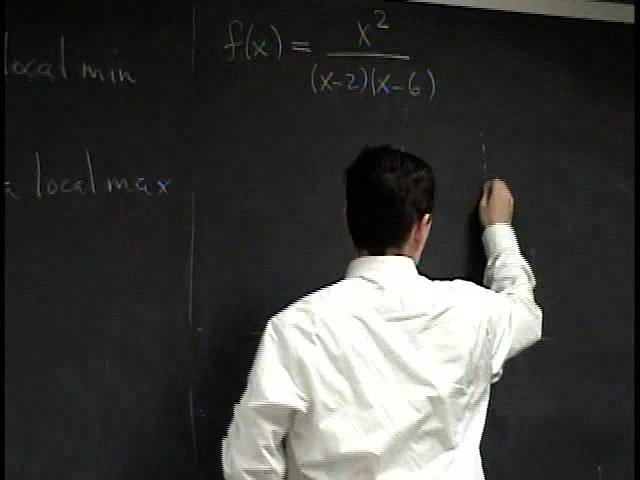 local min
a local max
f(x) = x² / (x-2)(x-6)